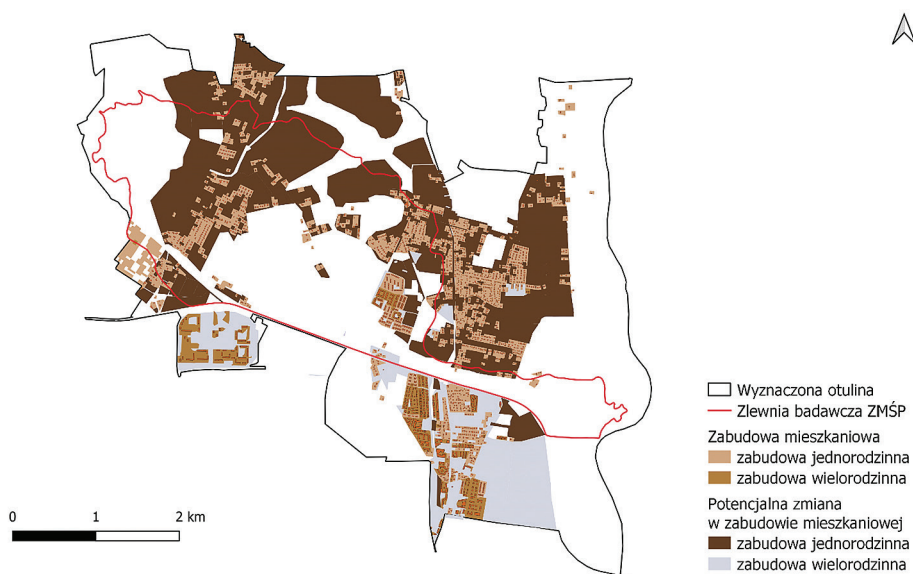 Wyznaczona otulina
Zlewnia badawcza ZMŚP
Zabudowa mieszkaniowa
zabudowa jednorodzinna
zabudowa wielorodzinna
Potencjalna zmiana
w zabudowie mieszkaniowej
zabudowa jednorodzinna
zabudowa wielorodzinna
0 1 2 km